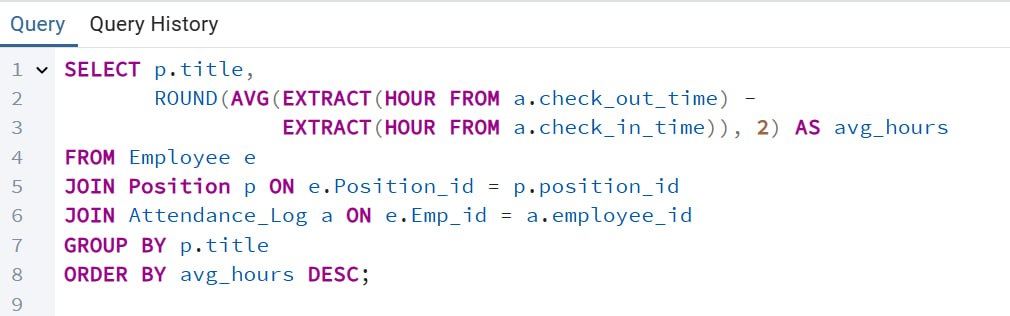 Query Query History
1 SELECT p.title,
2 ROUND(AVG(EXTRACT(HOUR FROM a.check_out_time) -
3 EXTRACT(HOUR FROM a.check_in_time)), 2) AS avg_hours
4 FROM Employee e
5 JOIN Position p ON e.Position_id = p.position_id
6 JOIN Attendance_Log a ON e.Emp_id = a.employee_id
7 GROUP BY p.title
8 ORDER BY avg_hours DESC;
9